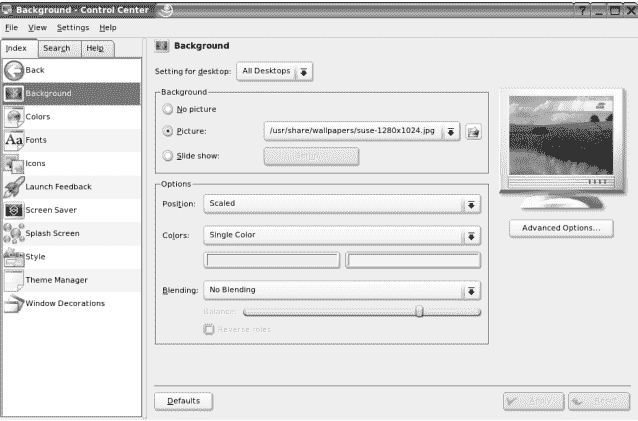 Background - Control Center
File View Settings Help
Index Search Help
Back
Background
Colors
Fonts
Icons
Launch Feedback
Screen Saver
Splash Screen
Style
Theme Manager
Window Decorations
Background
Setting for desktop: All Desktops
Background
No picture
Picture: /usr/share/wallpapers/suse-1280x1024.jpg
Slide show:
Options
Position: Scaled
Colors: Single Color
Blending: No Blending
Balance:
Reverse roles
Advanced Options...
Defaults
Apply